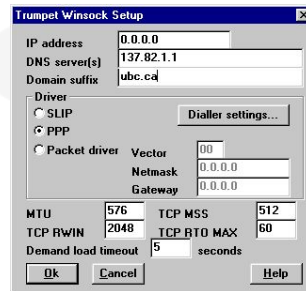 Trumpet Winsock Setup
IP address 0.0.0.0
DNS server(s) 137.82.1.1
Domain suffix ubc.ca
Driver
SLIP Dialler settings...
PPP
Packet driver Vector 00
Netmask 0.0.0.0
Gateway 0.0.0.0
MTU 576 TCP MSS 512
TCP RWIN 2048 TCP RTO MAX 60
Demand load timeout 5 seconds
Ok Cancel Help